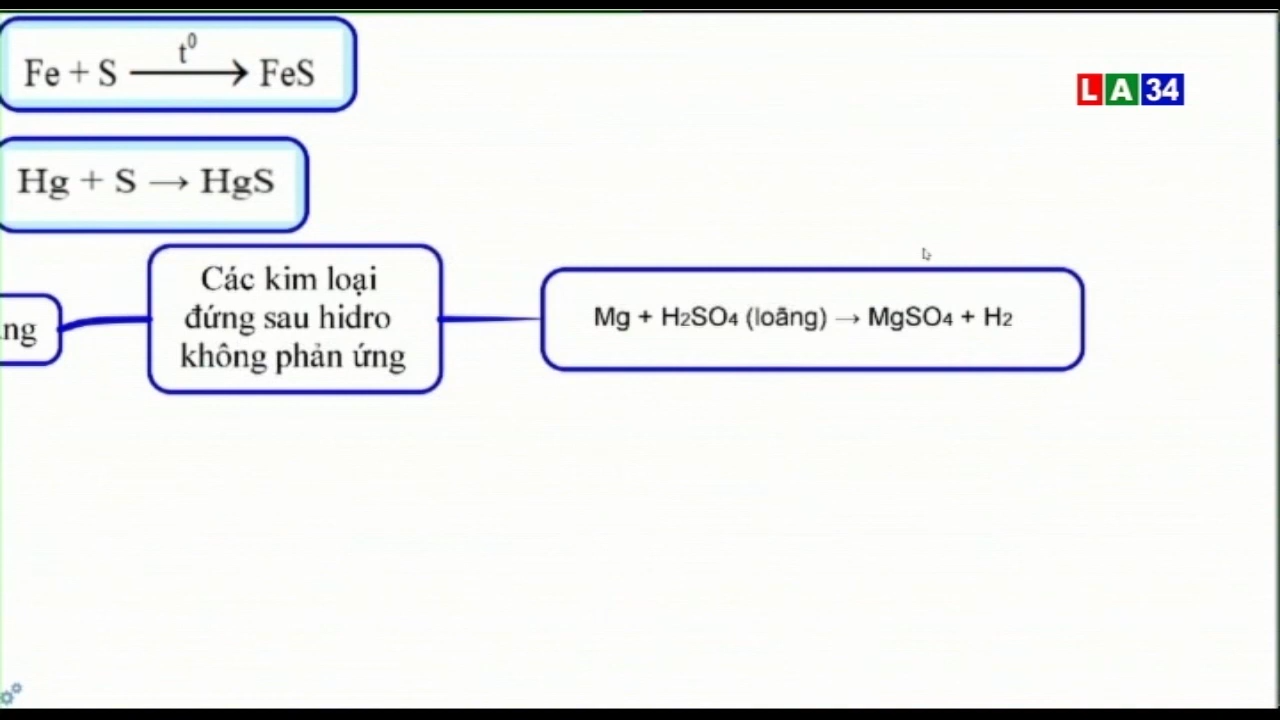 Fe + S ⟶ FeS
t⁰
LA34
Hg + S → HgS
Các kim loại
đứng sau hidro
không phản ứng
Mg + H₂SO₄ (loãng) → MgSO₄ + H₂